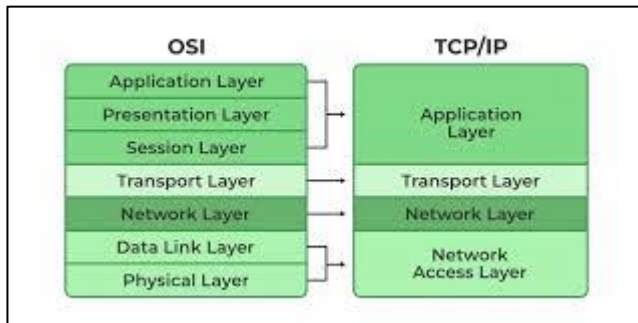 OSI
TCP/IP
Application Layer
Presentation Layer
Session Layer
Transport Layer
Network Layer
Data Link Layer
Physical Layer
Application
Layer
Transport Layer
Network Layer
Network
Access Layer